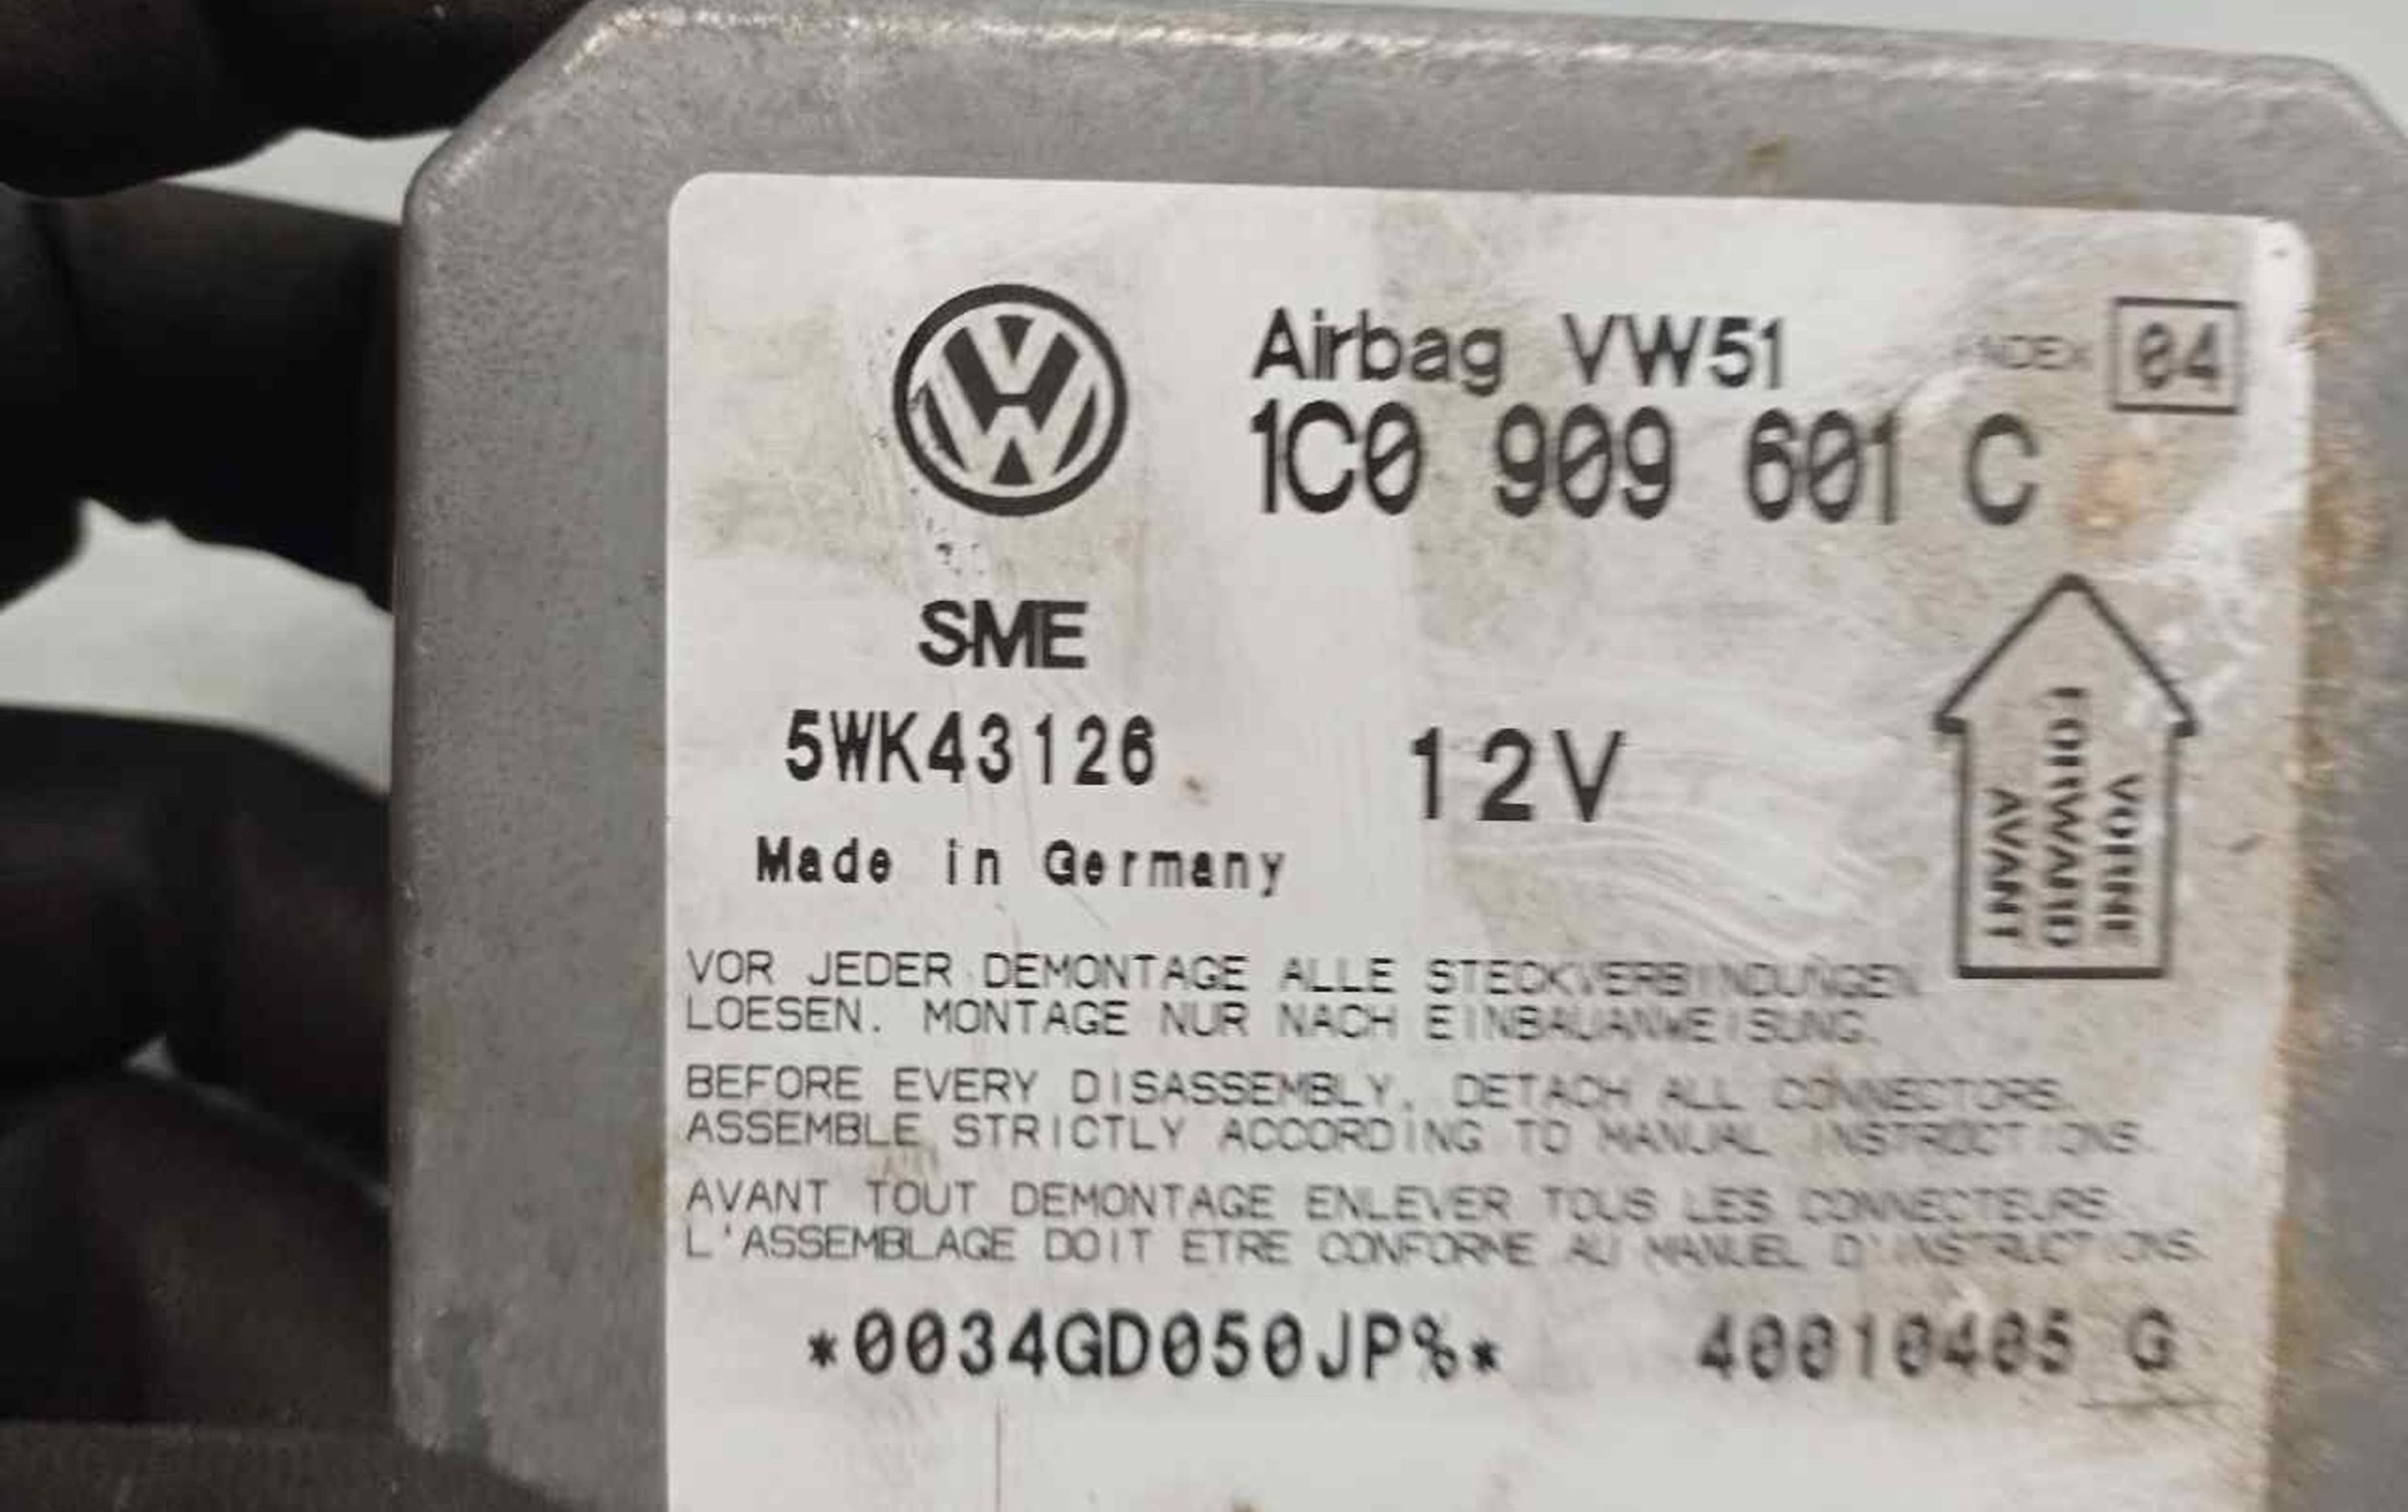 Airbag VW51 INDEX 04
1C0 909 601 C
SME
5WK43126 12V
Made in Germany
VORNE
FORWARD
AVANT
VOR JEDER DEMONTAGE ALLE STECKVERBINDUNGEN
LOESEN. MONTAGE NUR NACH EINBAUANWEISUNG.
BEFORE EVERY DISASSEMBLY, DETACH ALL CONNECTORS.
ASSEMBLE STRICTLY ACCORDING TO MANUAL INSTRUCTIONS.
AVANT TOUT DEMONTAGE ENLEVER TOUS LES CONNECTEURS
L'ASSEMBLAGE DOIT ETRE CONFORME AU MANUEL D'INSTRUCTIONS.
*0034GD050JP%* 40010405 G